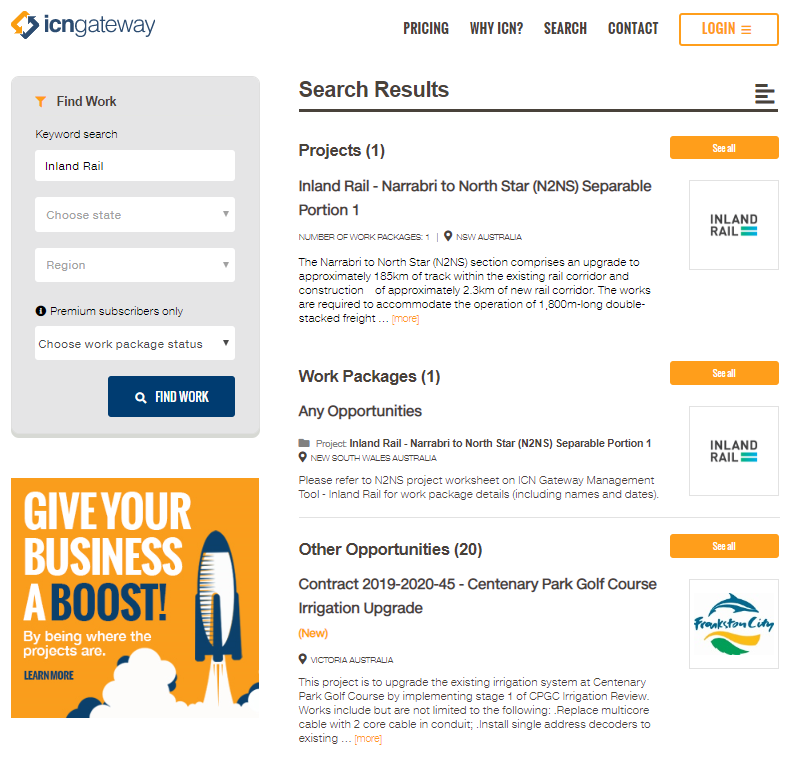 icngateway
PRICING
WHY ICN?
SEARCH
CONTACT
LOGIN
Find Work
Keyword search
Inland Rail
Choose state
Region
Premium subscribers only
Choose work package status
FIND WORK
GIVE YOUR
BUSINESS
A BOOST!
By being where the
projects are.
LEARN MORE
Search Results
Projects (1)
See all
Inland Rail - Narrabri to North Star (N2NS) Separable
Portion 1
NUMBER OF WORK PACKAGES: 1 | NSW AUSTRALIA
The Narrabri to North Star (N2NS) section comprises an upgrade to
approximately 185km of track within the existing rail corridor and
construction of approximately 2.3km of new rail corridor. The works
are required to accommodate the operation of 1,800m-long double-
stacked freight ... [more]
INLAND
RAIL
Work Packages (1)
See all
Any Opportunities
Project: Inland Rail - Narrabri to North Star (N2NS) Separable Portion 1
NEW SOUTH WALES AUSTRALIA
Please refer to N2NS project worksheet on ICN Gateway Management
Tool - Inland Rail for work package details (including names and dates).
INLAND
RAIL
Other Opportunities (20)
See all
Contract 2019-2020-45 - Centenary Park Golf Course
Irrigation Upgrade
(New)
VICTORIA AUSTRALIA
This project is to upgrade the existing irrigation system at Centenary
Park Golf Course by implementing stage 1 of CPGC Irrigation Review.
Works include but are not limited to the following: .Replace multicore
cable with 2 core cable in conduit; .Install single address decoders to
existing ... [more]
Frankston City